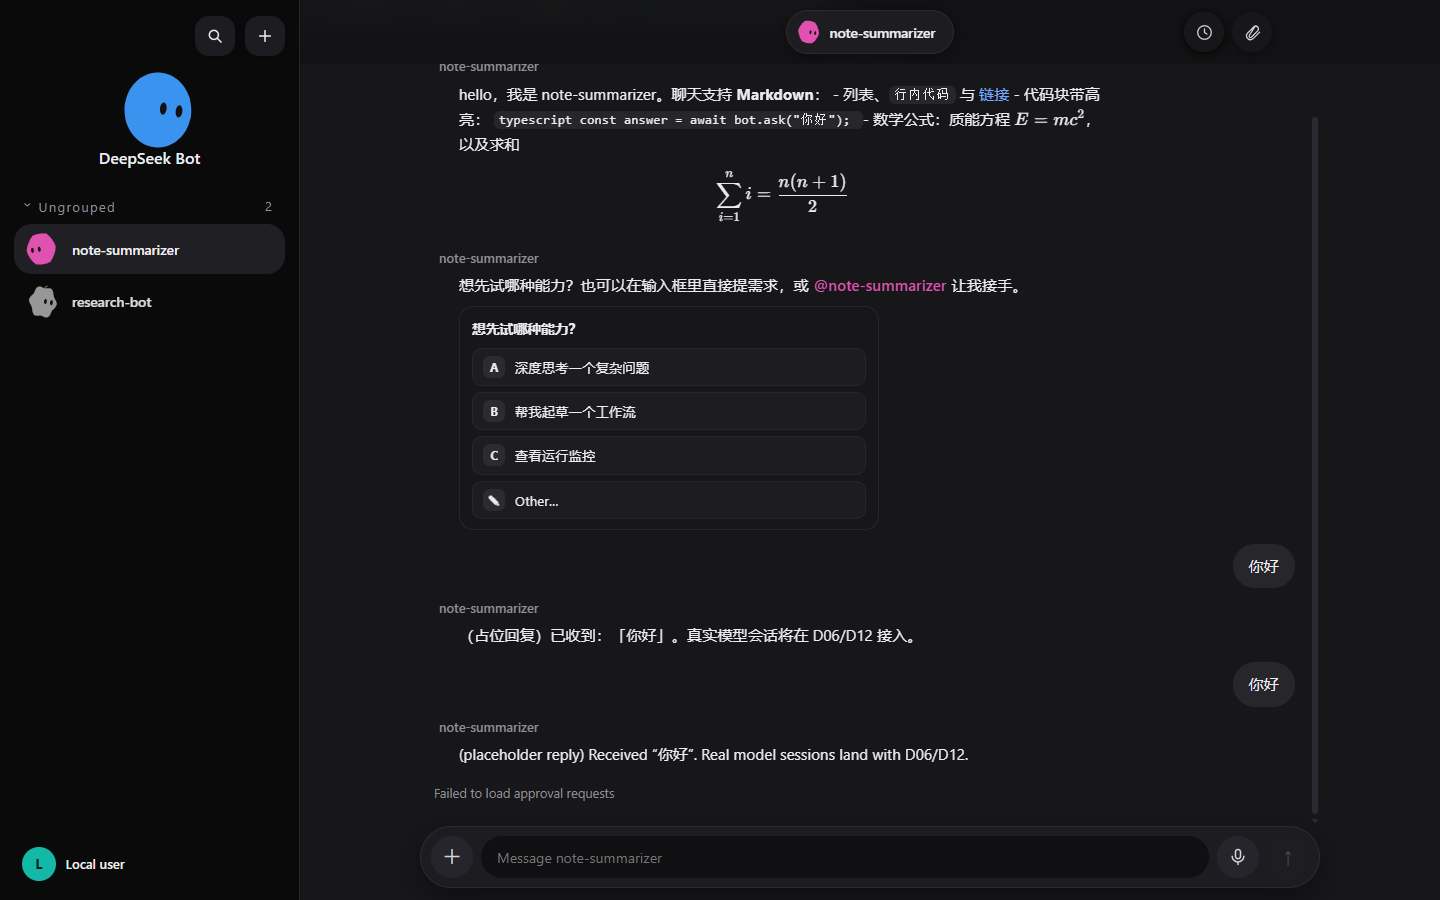 DeepSeek Bot
Ungrouped 2
note-summarizer
research-bot
L Local user
note-summarizer
note-summarizer
hello，我是 note-summarizer。聊天支持 Markdown： - 列表、 行内代码 与 链接 - 代码块带高
亮： typescript const answer = await bot.ask("你好"); - 数学公式：质能方程 E = mc²，
以及求和
∑_{i=1}^{n} i = n(n + 1)/2
note-summarizer
想先试哪种能力？也可以在输入框里直接提需求，或 @note-summarizer 让我接手。
想先试哪种能力？
A 深度思考一个复杂问题
B 帮我起草一个工作流
C 查看运行监控
Other...
你好
note-summarizer
（占位回复）已收到：「你好」。真实模型会话将在 D06/D12 接入。
你好
note-summarizer
(placeholder reply) Received “你好”. Real model sessions land with D06/D12.
Failed to load approval requests
Message note-summarizer